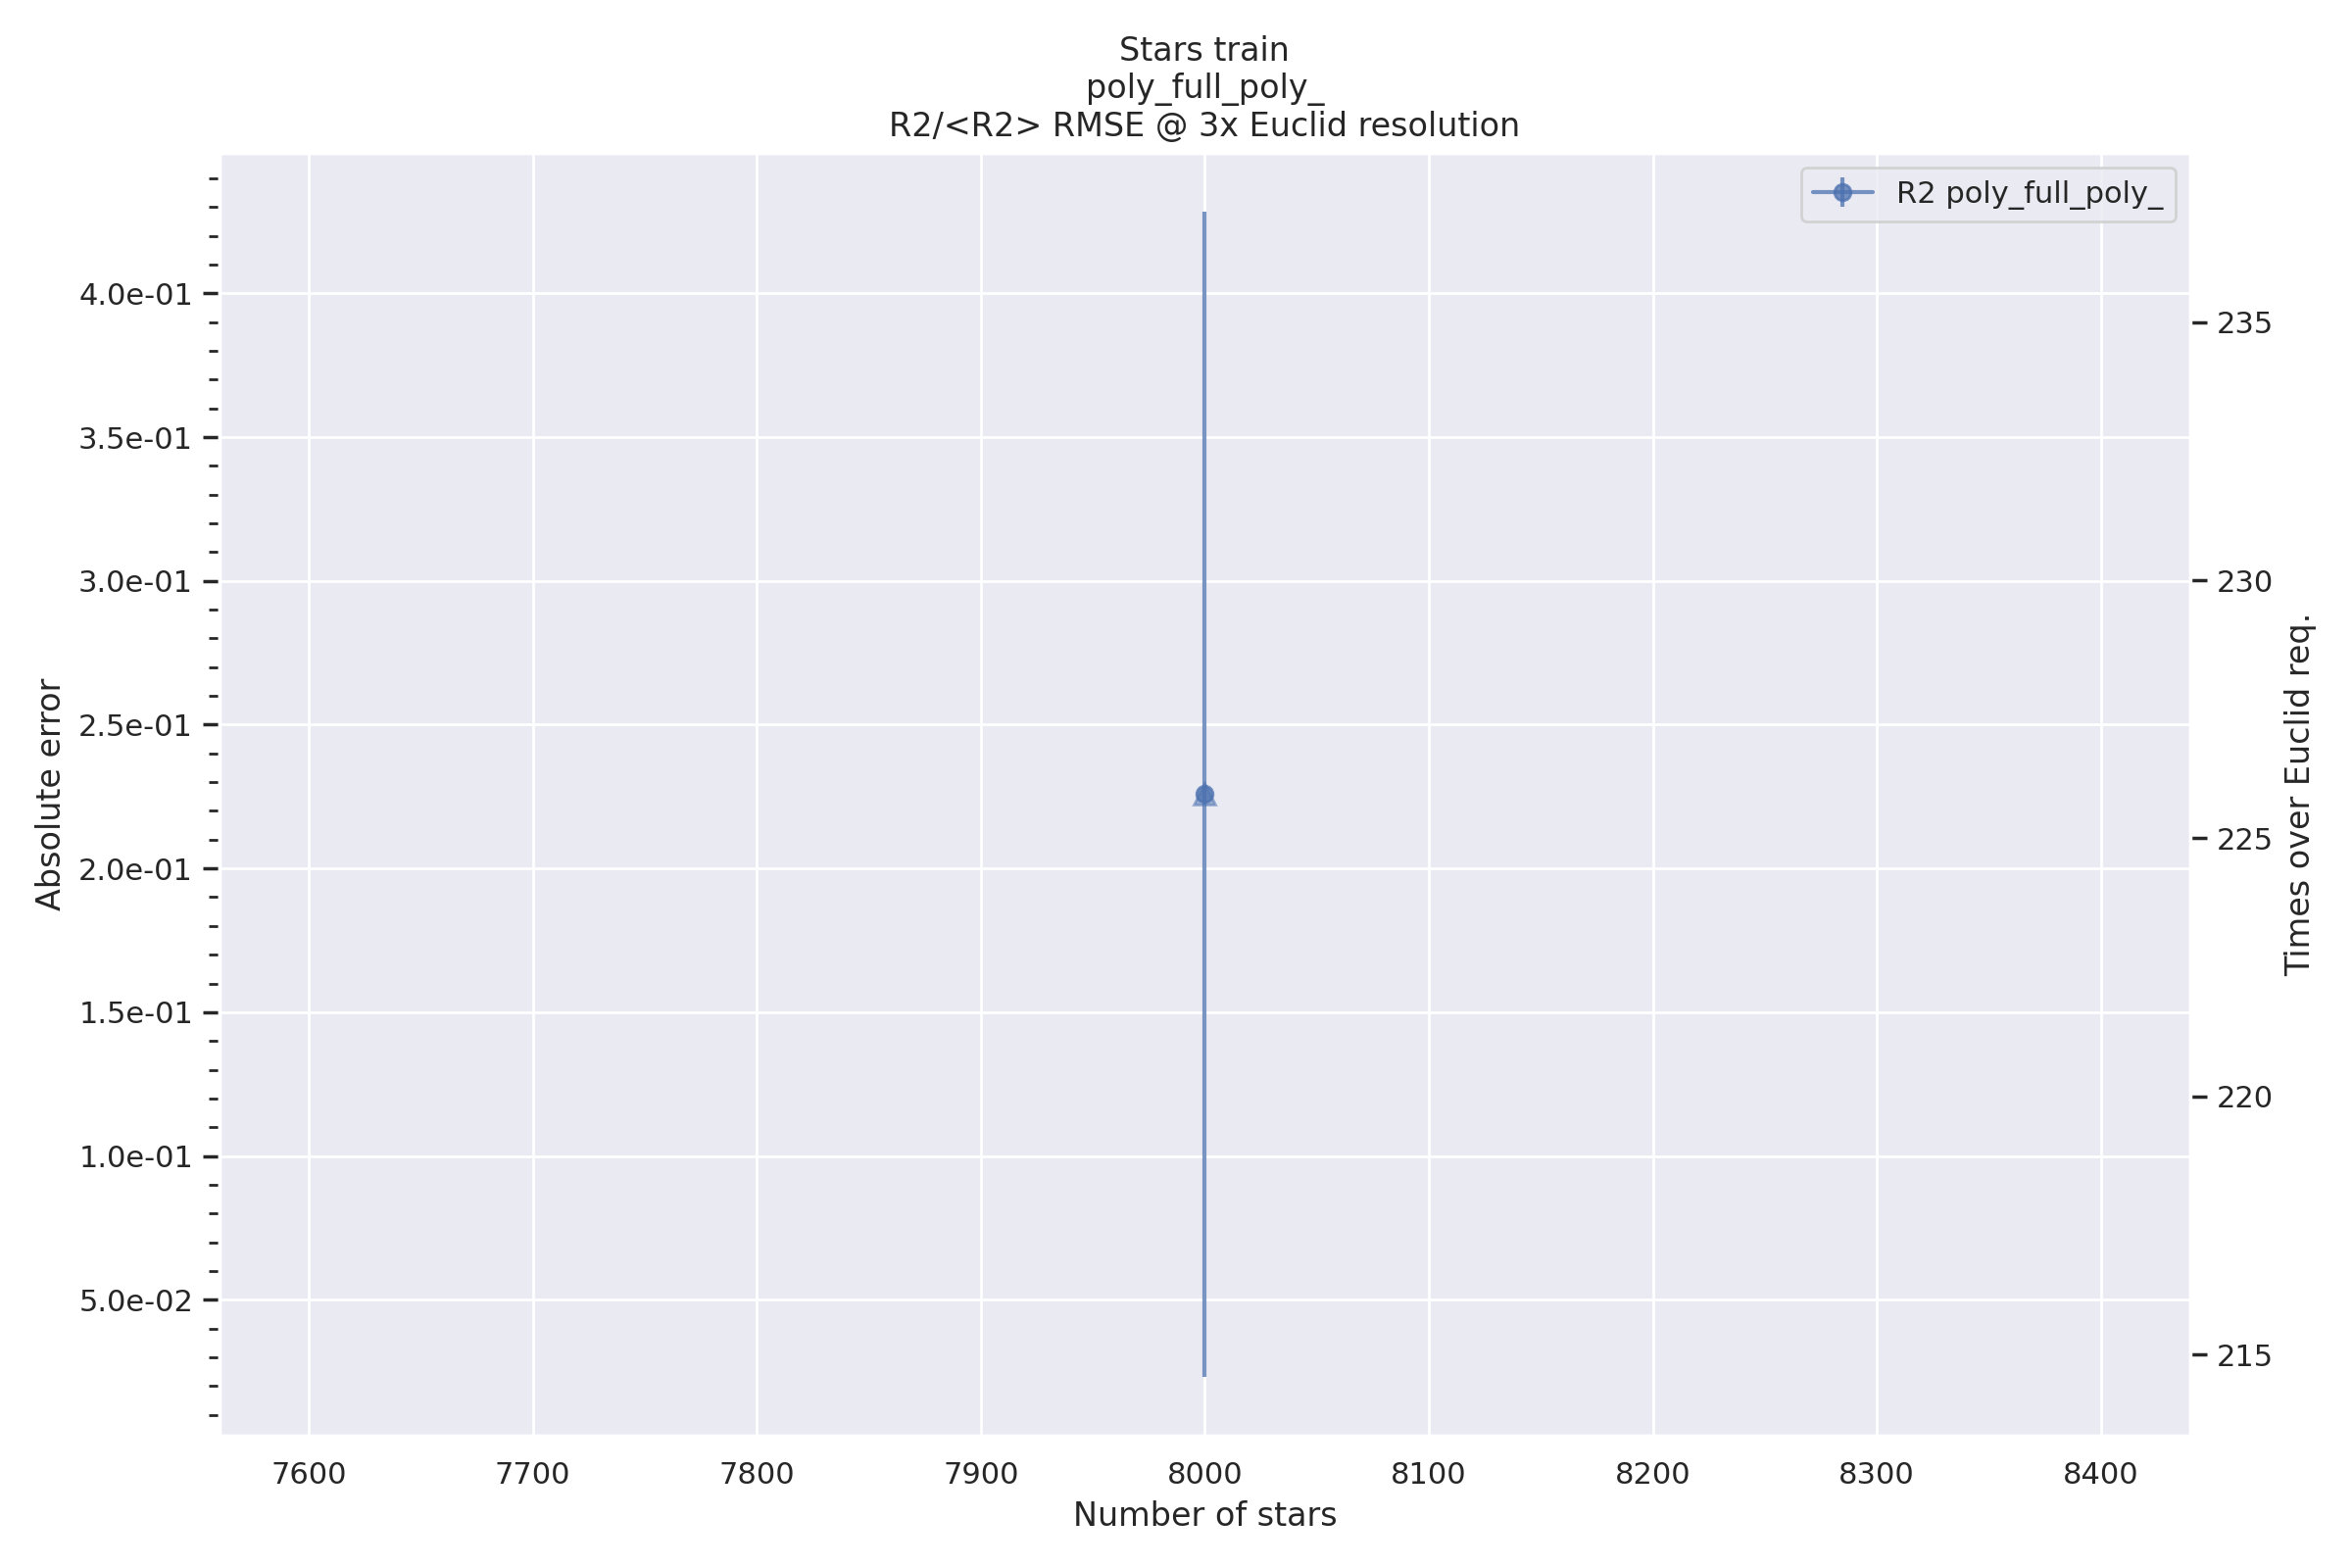 Stars train
poly_full_poly_
R2/<R2> RMSE @ 3x Euclid resolution
R2 poly_full_poly_
Absolute error
4.0e-01
3.5e-01
3.0e-01
2.5e-01
2.0e-01
1.5e-01
1.0e-01
5.0e-02
235
230
225
220
215
Times over Euclid req.
7600 7700 7800 7900 8000 8100 8200 8300 8400
Number of stars